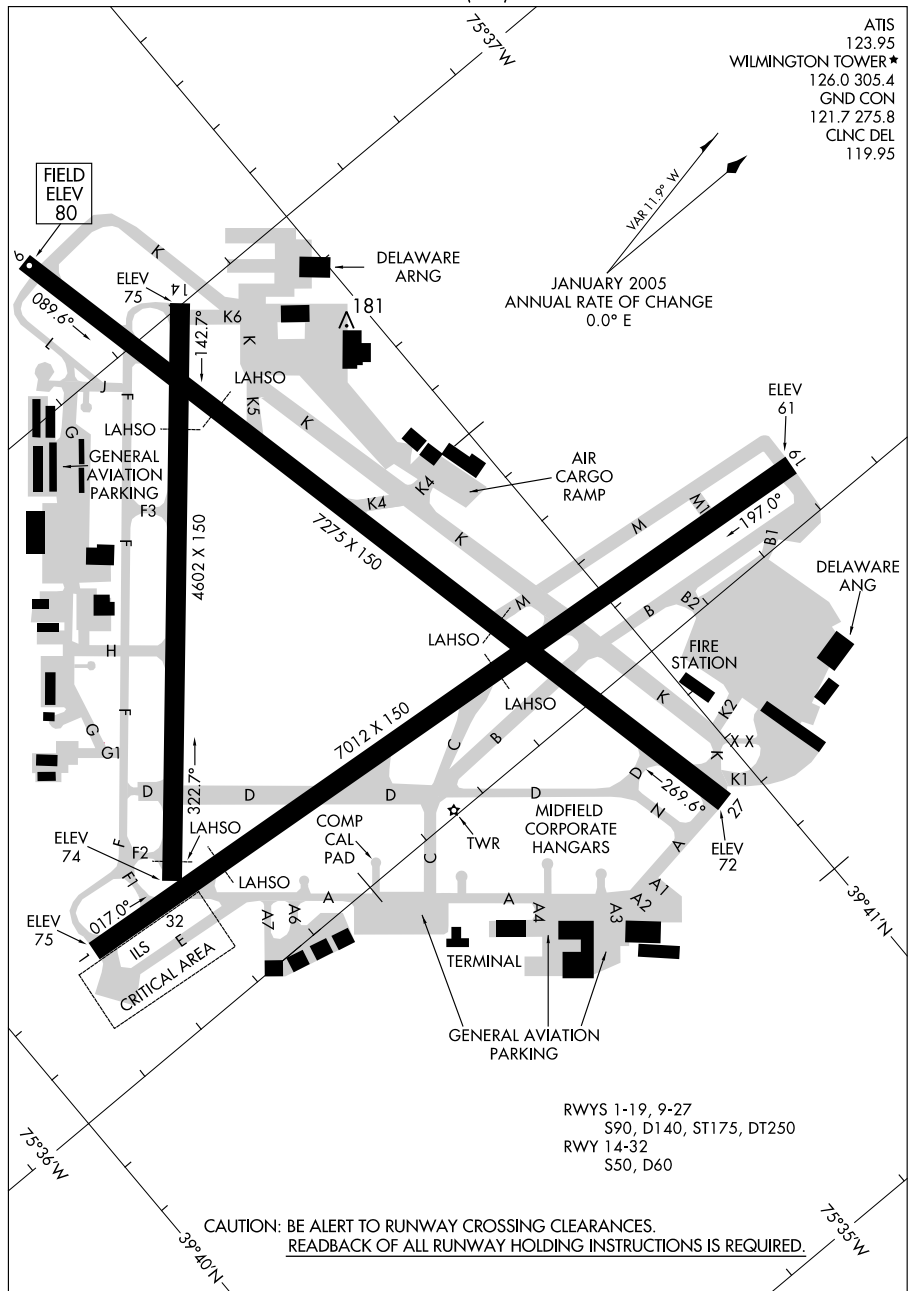 75°37'W
ATIS
123.95
WILMINGTON TOWER★
126.0 305.4
GND CON
121.7 275.8
CLNC DEL
119.95
VAR 11.9° W
JANUARY 2005
ANNUAL RATE OF CHANGE
0.0° E
FIELD
ELEV
80
9
089.6°
ELEV
75
14
142.7°
K
K6
K
DELAWARE
ARNG
181
LAHSO
LAHSO
K5
K
J
J
F
G
GENERAL
AVIATION
PARKING
F3
F
4602 X 150
K4
K4
7275 X 150
AIR
CARGO
RAMP
K
ELEV
61
19
197.0°
M
M1
M
B1
B2
B
DELAWARE
ANG
FIRE
STATION
LAHSO
LAHSO
H
F
G
G1
7012 X 150
C
B
K
K2
K
X X
K1
D
D
D
D
D
322.7°
269.6°
27
N
A
ELEV
72
COMP
CAL
PAD
TWR
MIDFIELD
CORPORATE
HANGARS
C
ELEV
74
F
F2
F1
LAHSO
LAHSO
A
A
A1
A2
A3
A4
A6
A7
ELEV
75
1
017.0°
32
ILS
E
CRITICAL AREA
TERMINAL
GENERAL AVIATION
PARKING
39°41'N
RWYS 1-19, 9-27
S90, D140, ST175, DT250
RWY 14-32
S50, D60
75°36'W
39°40'N
75°35'W
CAUTION: BE ALERT TO RUNWAY CROSSING CLEARANCES.
READBACK OF ALL RUNWAY HOLDING INSTRUCTIONS IS REQUIRED.